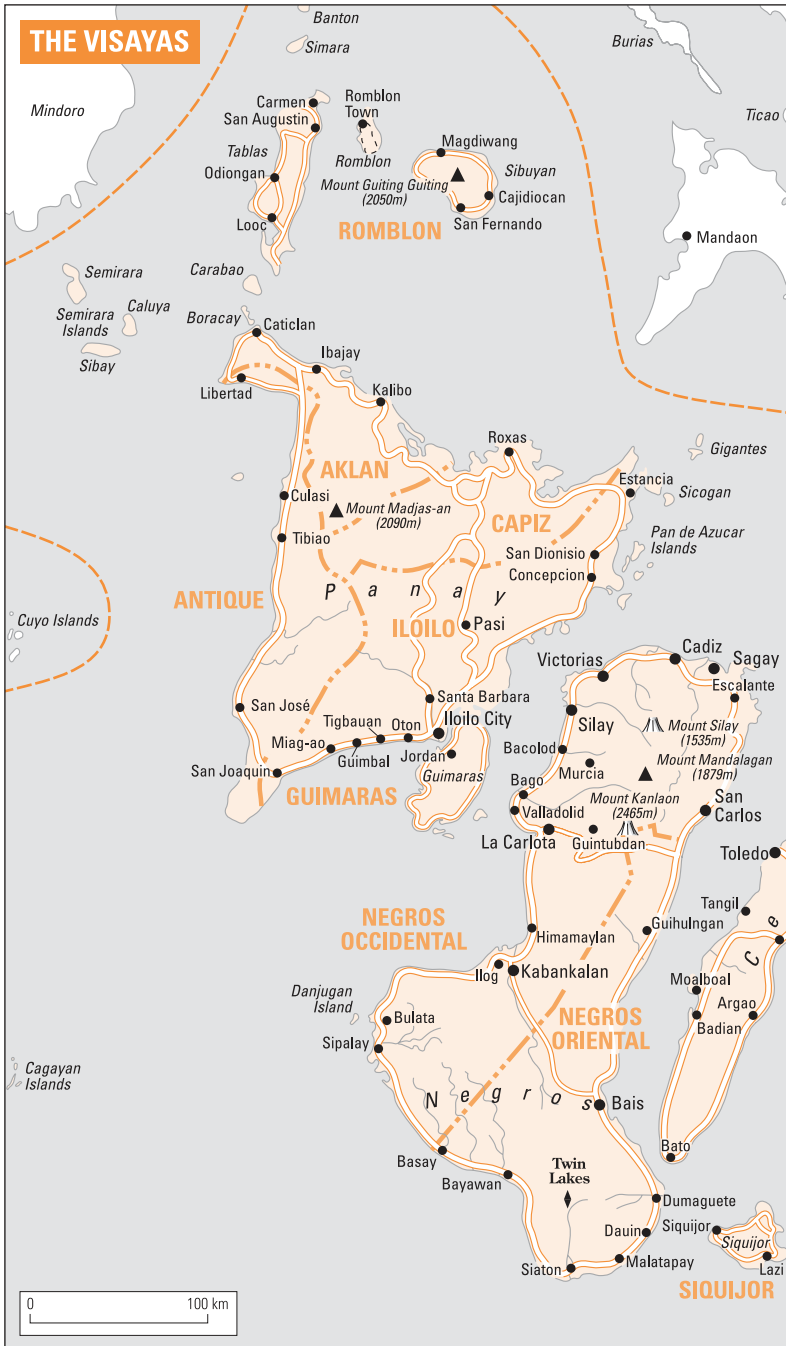 THE VISAYAS
Banton
Simara
Burias
Mindoro
Ticao
Carmen
San Augustin
Romblon
Town
Tablas
Romblon
Magdiwang
Sibuyan
Odiongan
Mount Guiting Guiting
(2050m)
Cajidiocan
Looc
San Fernando
ROMBLON
Mandaon
Semirara
Carabao
Semirara
Islands
Caluya
Boracay
Caticlan
Sibay
Ibajay
Libertad
Kalibo
Roxas
Gigantes
AKLAN
Estancia
Culasi
Mount Madjas-an
(2090m)
Sicogan
CAPIZ
Tibiao
San Dionisio
Pan de Azucar
Islands
Concepcion
Panay
ANTIQUE
Cuyo Islands
ILOILO
Pasi
Victorias
Cadiz
Sagay
Escalante
San José
Santa Barbara
Silay
Mount Silay
(1535m)
Tigbauan
Oton
Iloilo City
Miag-ao
Guimbal
Jordan
Bacolod
Murcia
Mount Mandalagan
(1879m)
San Joaquin
Guimaras
GUIMARAS
Bago
Mount Kanlaon
(2465m)
San
Carlos
Valladolid
La Carlota
Guintubdan
Toledo
Tangil
NEGROS
OCCIDENTAL
Himamaylan
Guihulngan
Ce
Ilog
Kabankalan
Moalboal
Danjugan
Island
Argao
Bulata
NEGROS
ORIENTAL
Badian
Sipalay
Cagayan
Islands
Negros
Bais
Basay
Bato
Bayawan
Twin
Lakes
Dumaguete
Dauin
Siquijor
Siquijor
Siaton
Malatapay
Lazi
SIQUIJOR
0
100 km